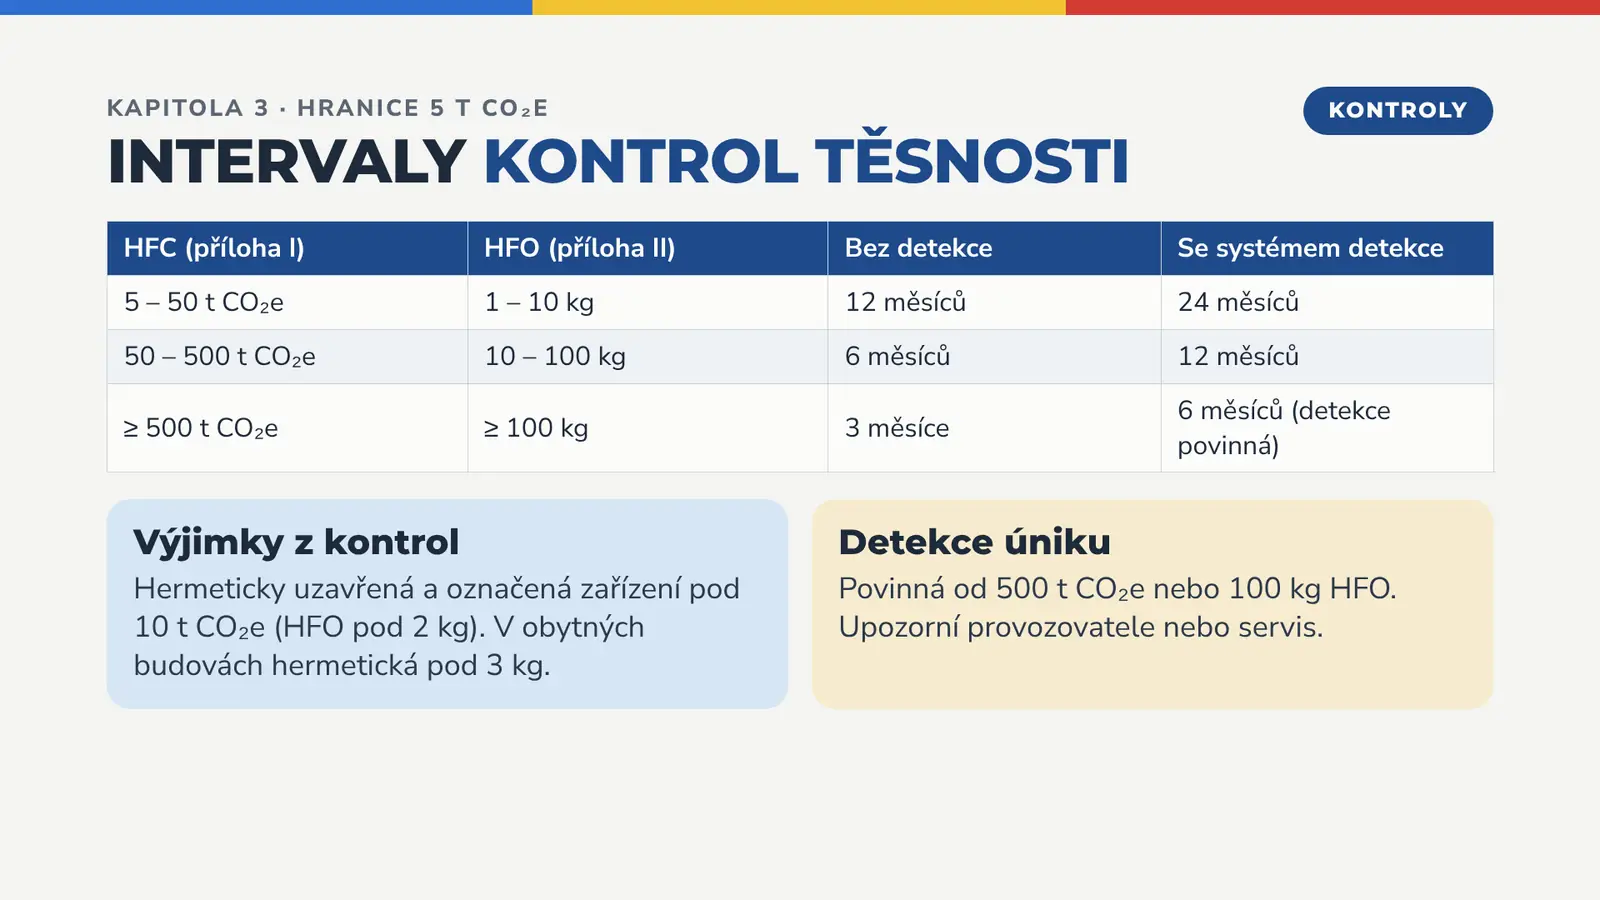 KAPITOLA 3 · HRANICE 5 T CO₂E
KONTROLY
INTERVALY KONTROL TĚSNOSTI
HFC (příloha I) HFO (příloha II) Bez detekce Se systémem detekce
5 – 50 t CO₂e 1 – 10 kg 12 měsíců 24 měsíců
50 – 500 t CO₂e 10 – 100 kg 6 měsíců 12 měsíců
≥ 500 t CO₂e ≥ 100 kg 3 měsíce 6 měsíců (detekce
povinná)
Výjimky z kontrol
Hermeticky uzavřená a označená zařízení pod
10 t CO₂e (HFO pod 2 kg). V obytných
budovách hermetická pod 3 kg.
Detekce úniku
Povinná od 500 t CO₂e nebo 100 kg HFO.
Upozorní provozovatele nebo servis.